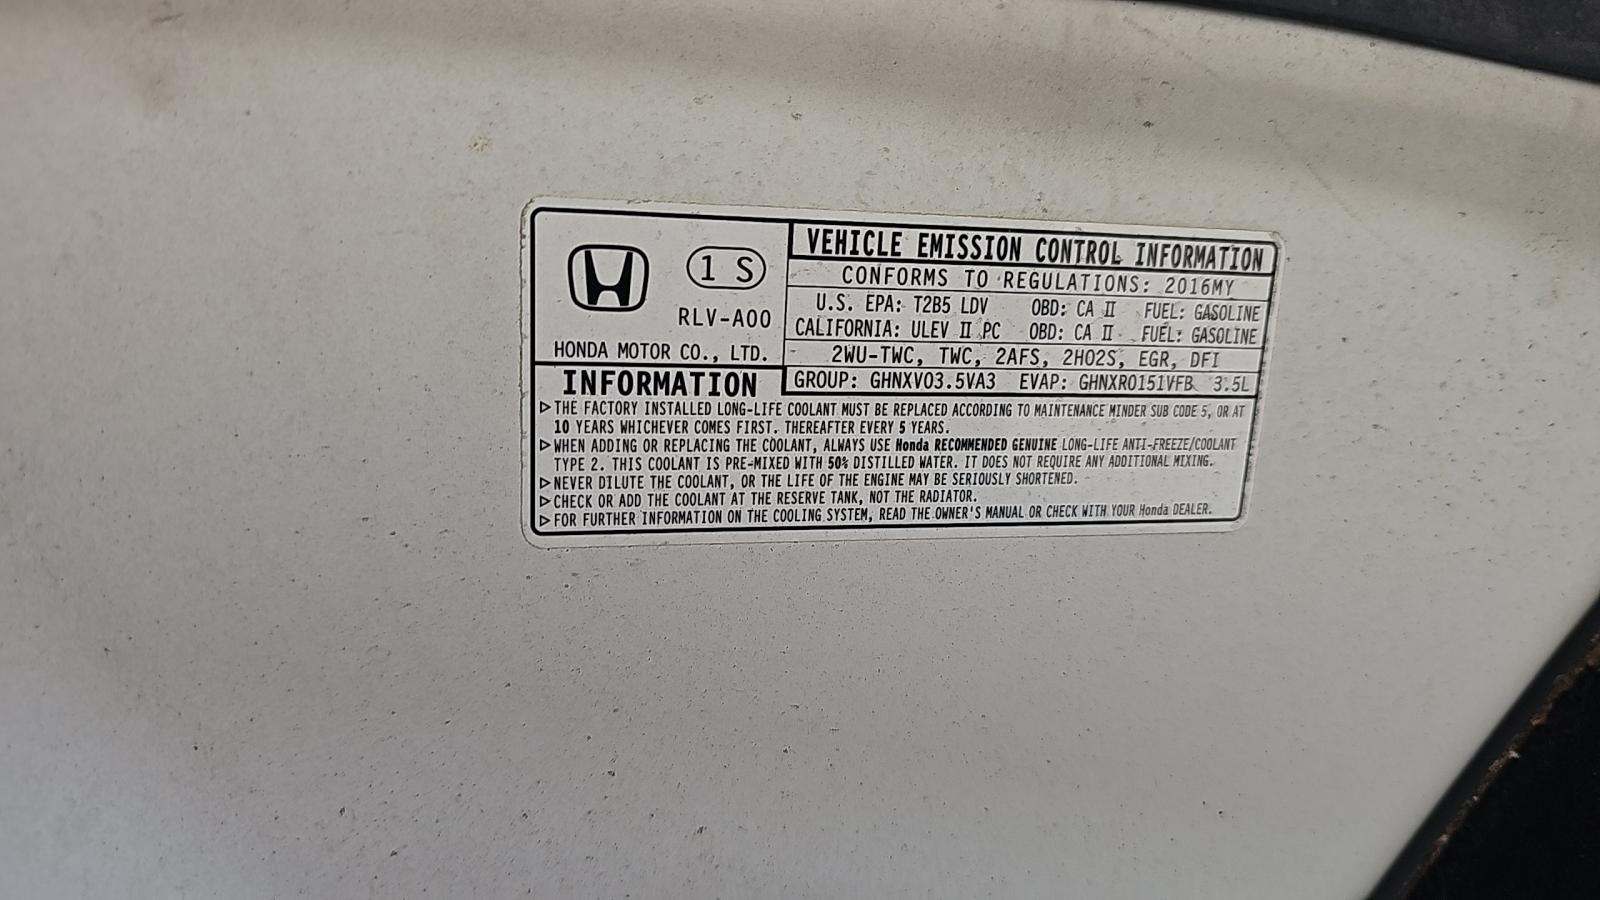 1 S
RLV-A00
HONDA MOTOR CO., LTD.
VEHICLE EMISSION CONTROL INFORMATION
CONFORMS TO REGULATIONS: 2016MY
U.S. EPA: T2B5 LDV OBD: CA II FUEL: GASOLINE
CALIFORNIA: ULEV II PC OBD: CA II FUEL: GASOLINE
2WU-TWC, TWC, 2AFS, 2HO2S, EGR, DFI
GROUP: GHNXV03.5VA3 EVAP: GHNXR0151VFB 3.5L
INFORMATION
▷THE FACTORY INSTALLED LONG-LIFE COOLANT MUST BE REPLACED ACCORDING TO MAINTENANCE MINDER SUB CODE 5, OR AT
10 YEARS WHICHEVER COMES FIRST. THEREAFTER EVERY 5 YEARS.
▷WHEN ADDING OR REPLACING THE COOLANT, ALWAYS USE Honda RECOMMENDED GENUINE LONG-LIFE ANTI-FREEZE/COOLANT
TYPE 2. THIS COOLANT IS PRE-MIXED WITH 50% DISTILLED WATER. IT DOES NOT REQUIRE ANY ADDITIONAL MIXING.
▷NEVER DILUTE THE COOLANT, OR THE LIFE OF THE ENGINE MAY BE SERIOUSLY SHORTENED.
▷CHECK OR ADD THE COOLANT AT THE RESERVE TANK, NOT THE RADIATOR.
▷FOR FURTHER INFORMATION ON THE COOLING SYSTEM, READ THE OWNER'S MANUAL OR CHECK WITH YOUR Honda DEALER.